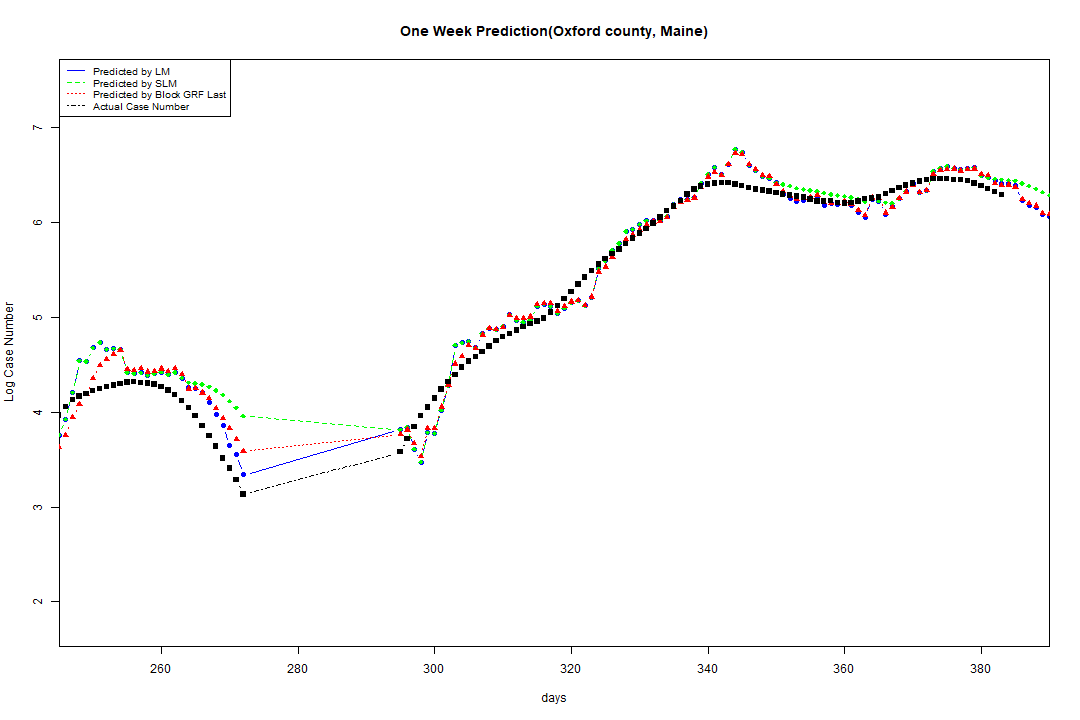 One Week Prediction(Oxford county, Maine)
Predicted by LM
Predicted by SLM
Predicted by Block GRF Last
Actual Case Number
Log Case Number
7
6
5
4
3
2
260 280 300 320 340 360 380
days